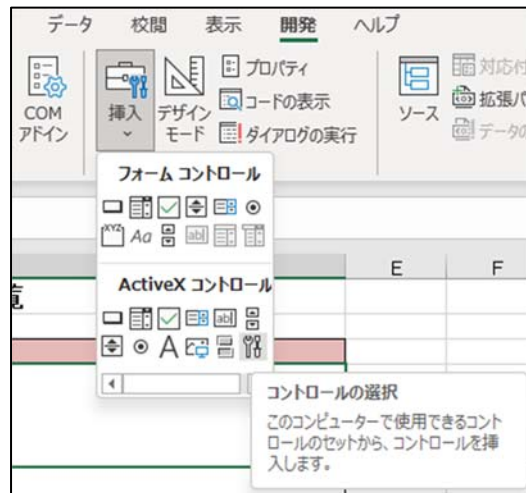 データ 校閲 表示 開発 ヘルプ
COM
アドイン
挿入
デザイン
モード
プロパティ
コードの表示
ダイアログの実行
ソース
対応付
拡張パ
データの
フォーム コントロール
XYZ Aa ab|
ActiveX コントロール
ab|
A
E F
覧
コントロールの選択
このコンピューターで使用できるコント
ロールのセットから、コントロールを挿
入します。